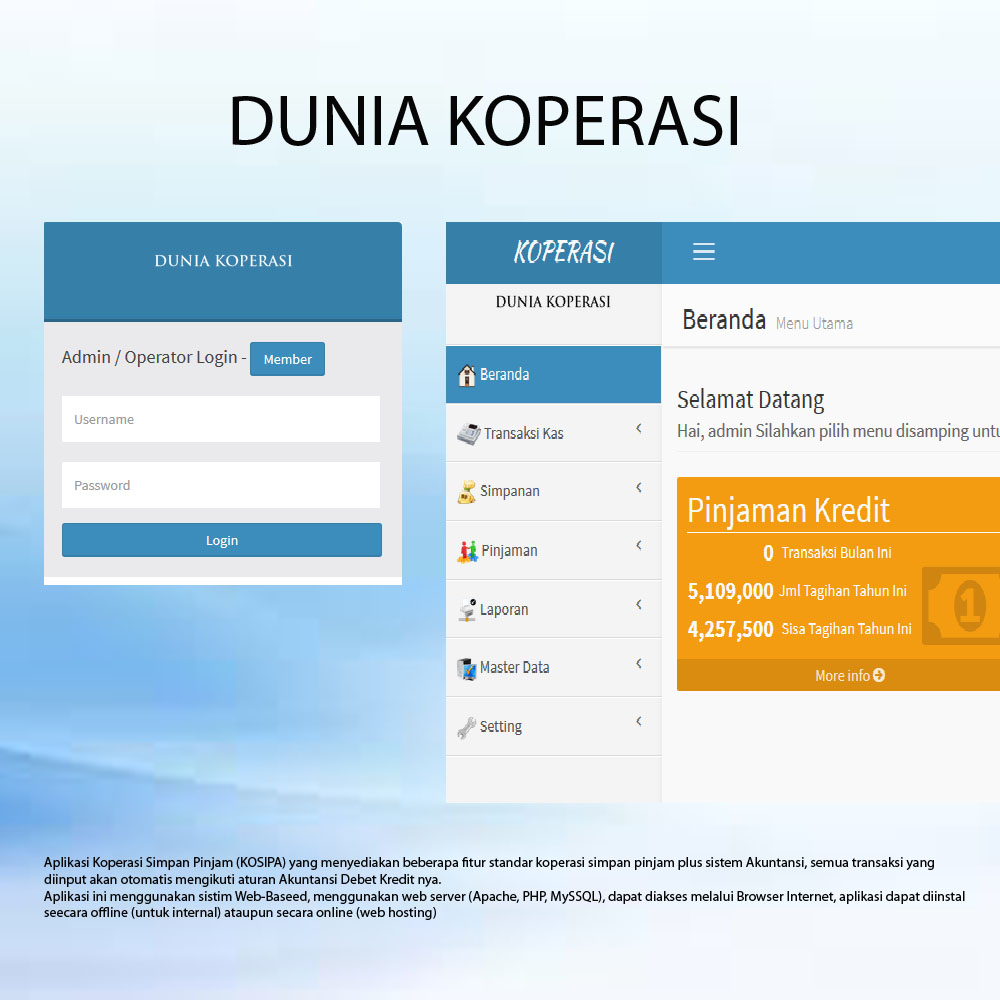 DUNIA KOPERASI
DUNIA KOPERASI
Admin / Operator Login - Member
Username
Password
Login
KOPERASI
DUNIA KOPERASI
Beranda
Transaksi Kas
Simpanan
Pinjaman
Laporan
Master Data
Setting
Beranda Menu Utama
Selamat Datang
Hai, admin Silahkan pilih menu disamping untu
Pinjaman Kredit
0 Transaksi Bulan Ini
5,109,000 Jml Tagihan Tahun Ini
4,257,500 Sisa Tagihan Tahun Ini
1
More info
Aplikasi Koperasi Simpan Pinjam (KOSIPA) yang menyediakan beberapa fitur standar koperasi simpan pinjam plus sistem Akuntansi, semua transaksi yang
diinput akan otomatis mengikuti aturan Akuntansi Debet Kredit nya.
Aplikasi ini menggunakan sistim Web-Baseed, menggunakan web server (Apache, PHP, MySSQL), dapat diakses melalui Browser Internet, aplikasi dapat diinstal
seecara offline (untuk internal) ataupun secara online (web hosting)